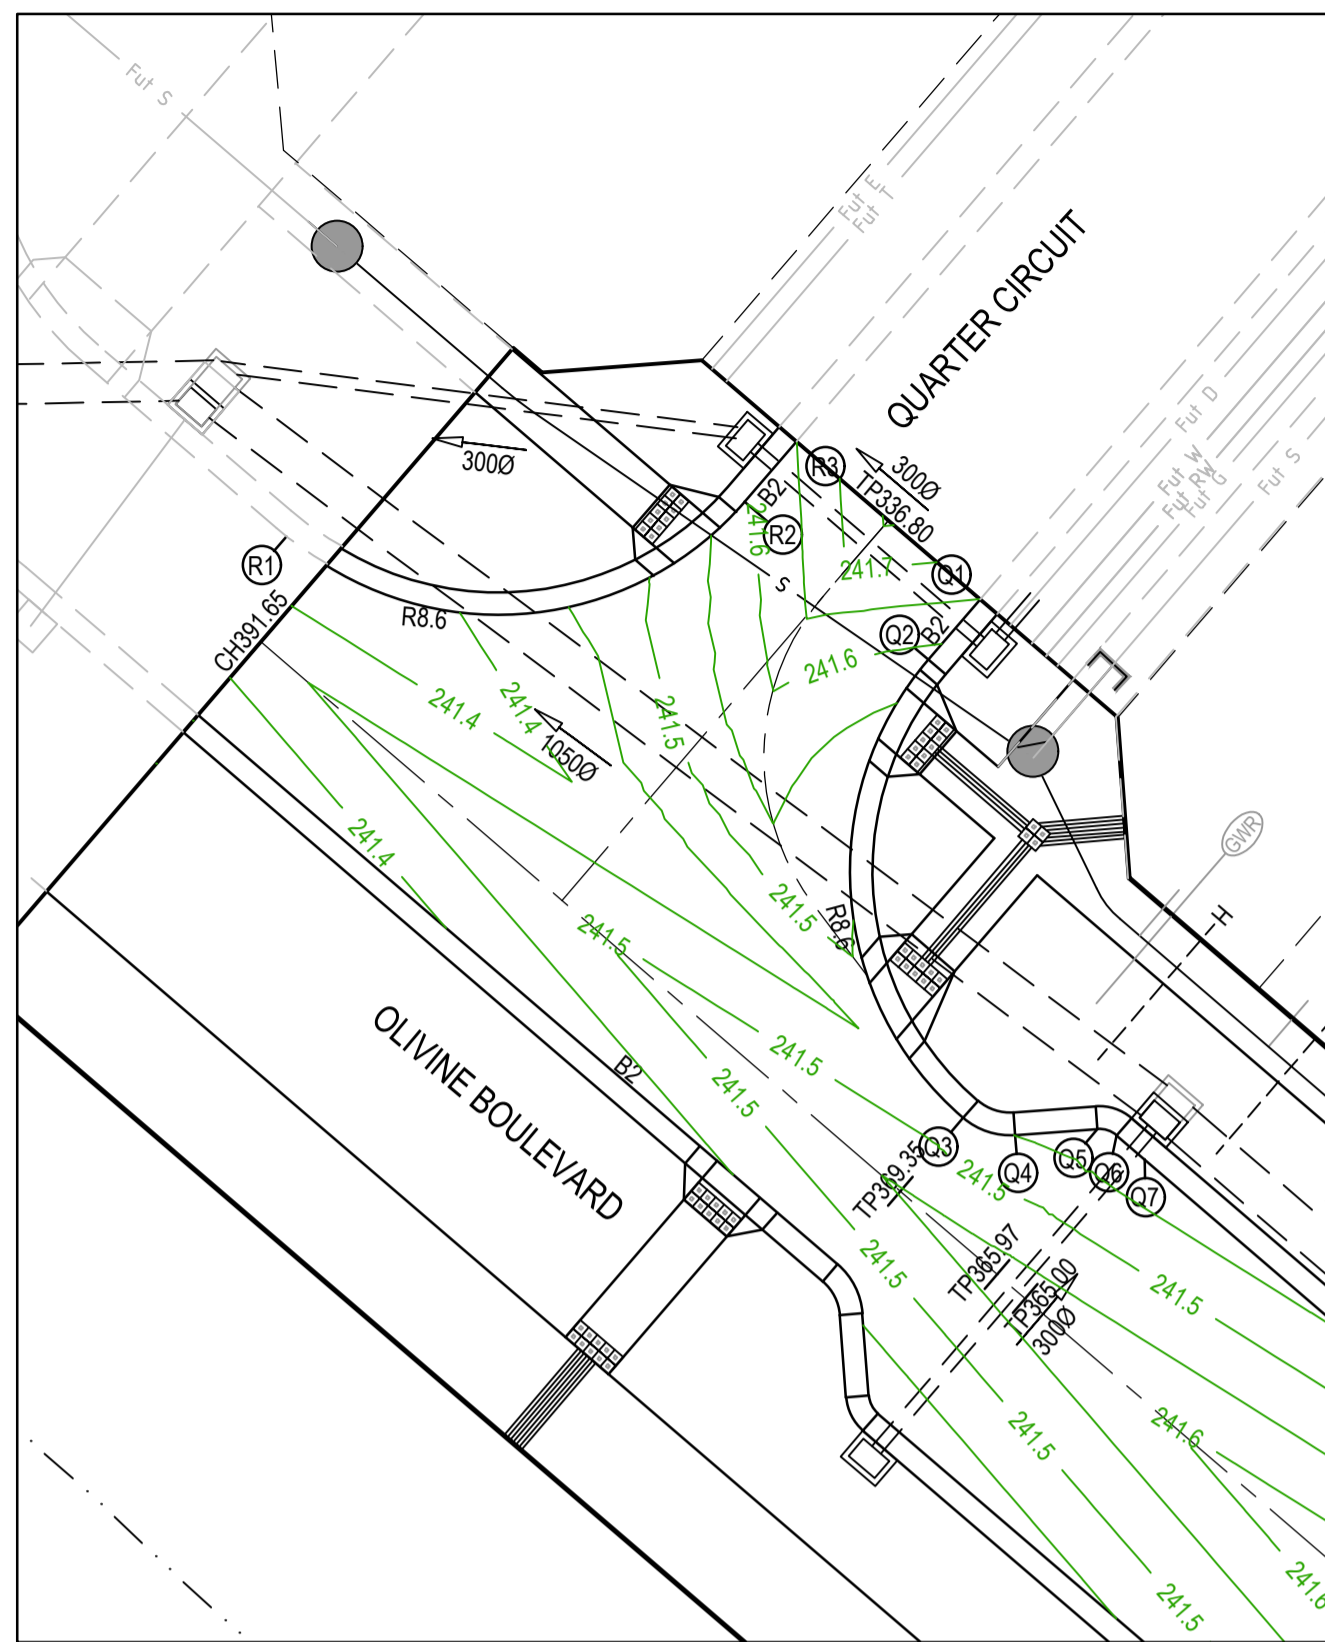 Fut S
Fut E
Fut T
QUARTER CIRCUIT
Fut D
Fut W
Fut RW
Fut G
Fut S
300Ø
R3
300Ø
TP336.80
B2
R2
241.6
241.7
Q1
R1
S
CH391.65
R8.6
Q2
B2
241.6
241.4
241.4
241.5
1050Ø
241.4
GWR
241.5
R8.6
241.5
H
OLIVINE BOULEVARD
B2
241.5
241.5
Q3
Q4
Q5
Q6
Q7
TP369.35
241.5
TP365.97
TP365.00
300Ø
241.5
241.5
241.5
241.6
241.6
241.5